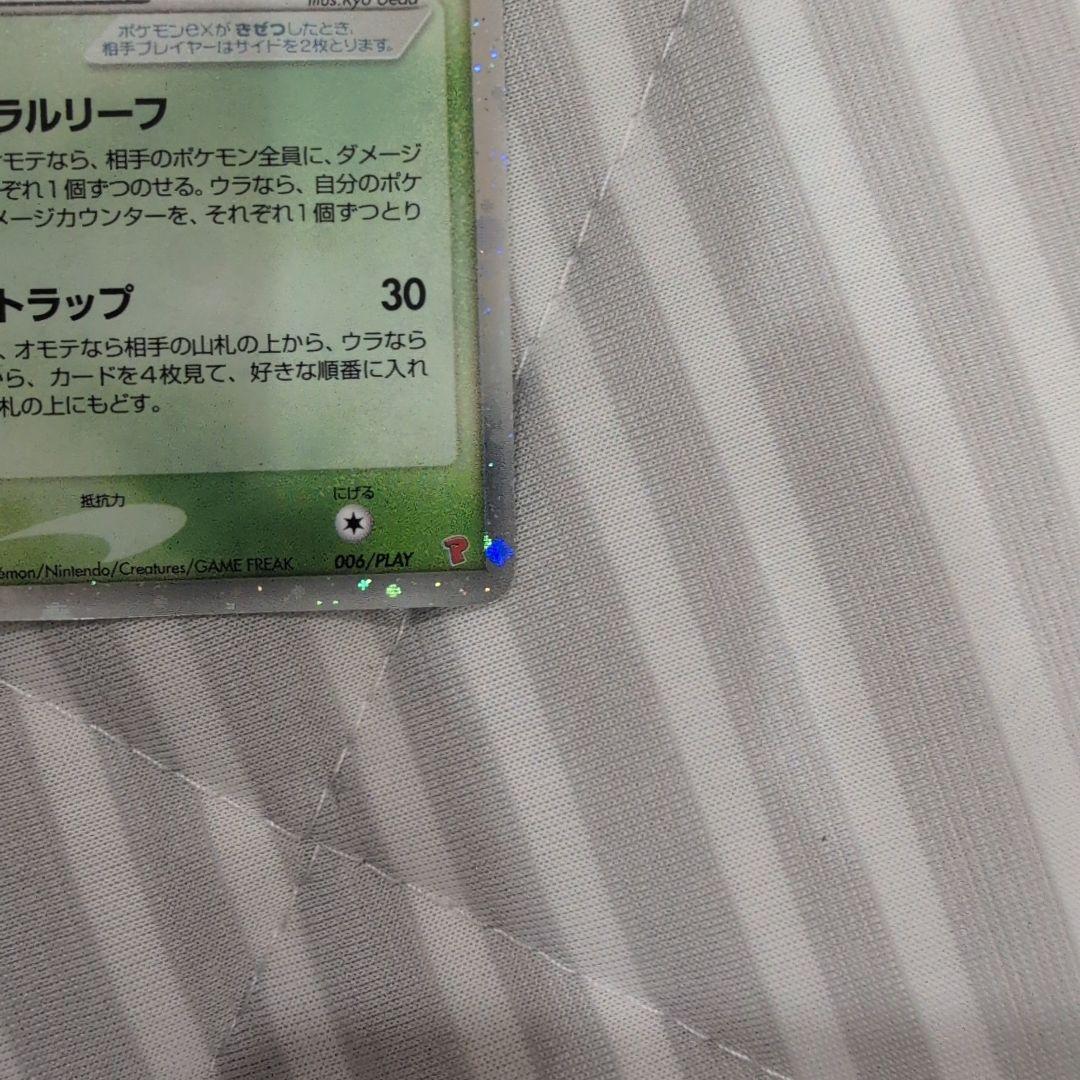 Illus.Ryo Ueda
ポケモンexが きぜつしたとき、
相手プレイヤーはサイドを2枚とります。
ラルリーフ
オモテなら、相手のポケモン全員に、ダメージ
ぞれ1個ずつのせる。ウラなら、自分のポケ
メージカウンターを、それぞれ1個ずつとり
トラップ 30
、オモテなら相手の山札の上から、ウラなら
から、カードを4枚見て、好きな順番に入れ
札の上にもどす。
抵抗力 にげる
émon/Nintendo/Creatures/GAME FREAK 006/PLAY P